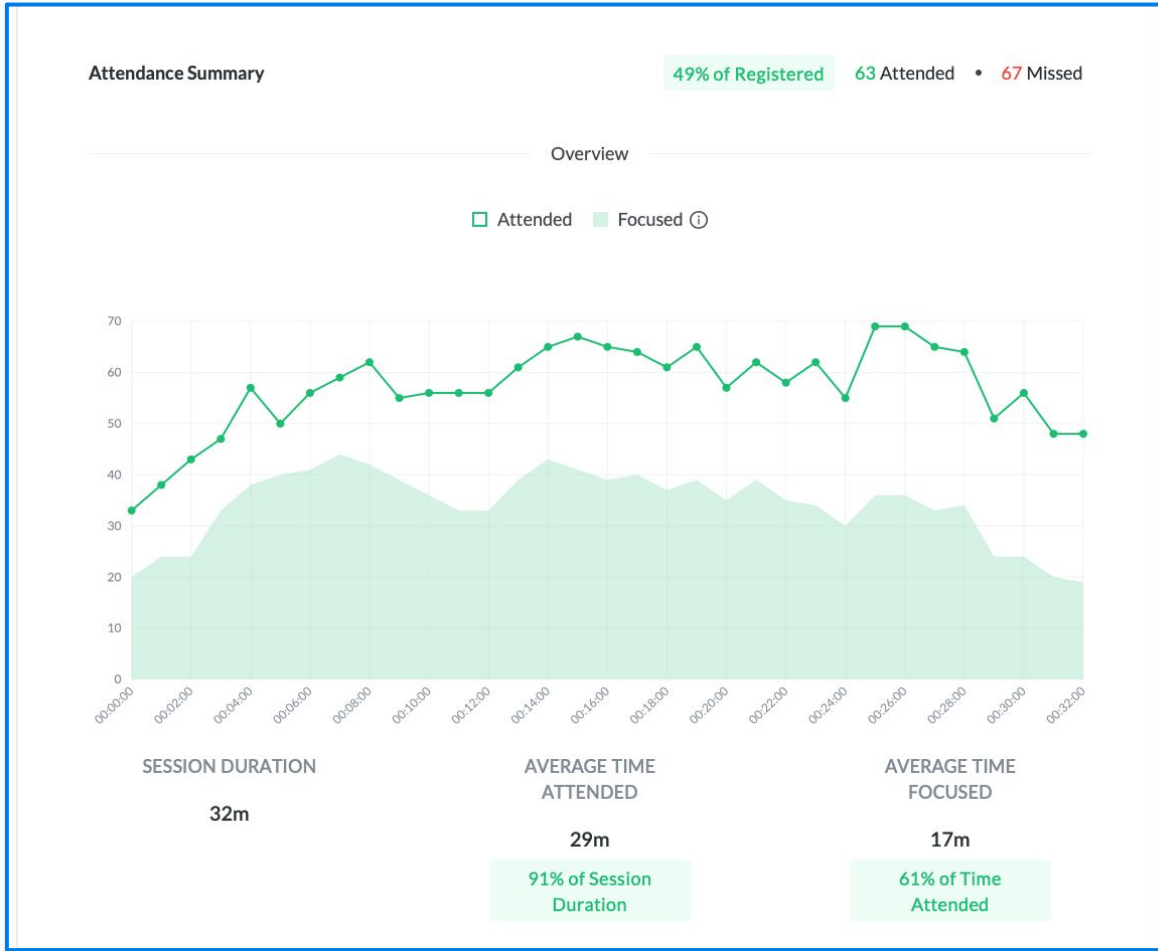 Attendance Summary
49% of Registered 63 Attended • 67 Missed
Overview
Attended Focused
70
60
50
40
30
20
10
0
00:00:00 00:02:00 00:04:00 00:06:00 00:08:00 00:10:00 00:12:00 00:14:00 00:16:00 00:18:00 00:20:00 00:22:00 00:24:00 00:26:00 00:28:00 00:30:00 00:32:00
SESSION DURATION
32m
AVERAGE TIME
ATTENDED
29m
91% of Session
Duration
AVERAGE TIME
FOCUSED
17m
61% of Time
Attended